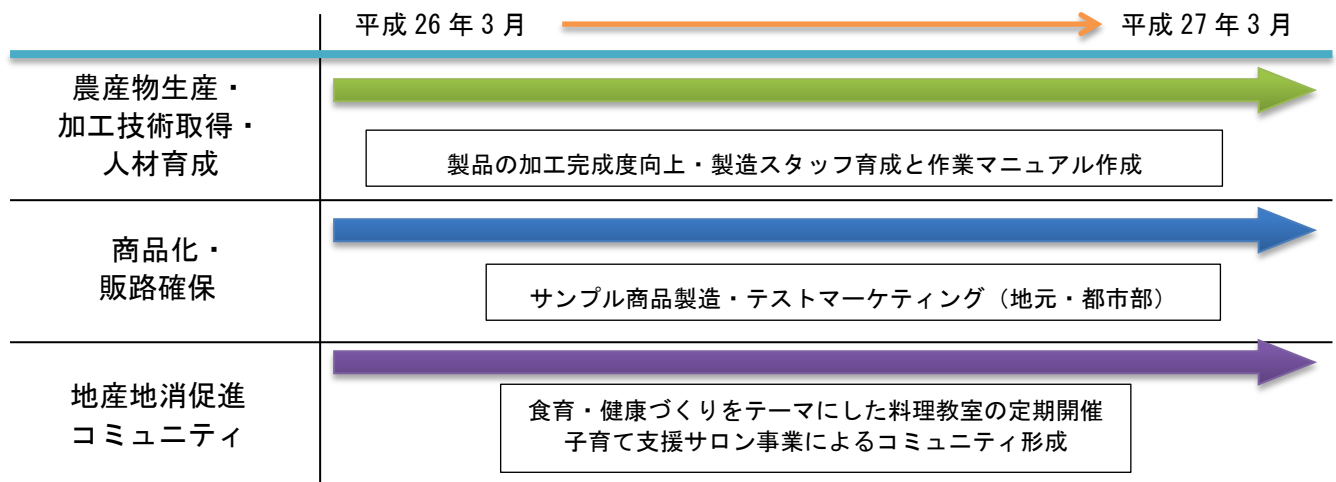 平成 26 年 3 月
平成 27 年 3 月
農産物生産・
加工技術取得・
人材育成
製品の加工完成度向上・製造スタッフ育成と作業マニュアル作成
商品化・
販路確保
サンプル商品製造・テストマーケティング（地元・都市部）
地産地消促進
コミュニティ
食育・健康づくりをテーマにした料理教室の定期開催
子育て支援サロン事業によるコミュニティ形成